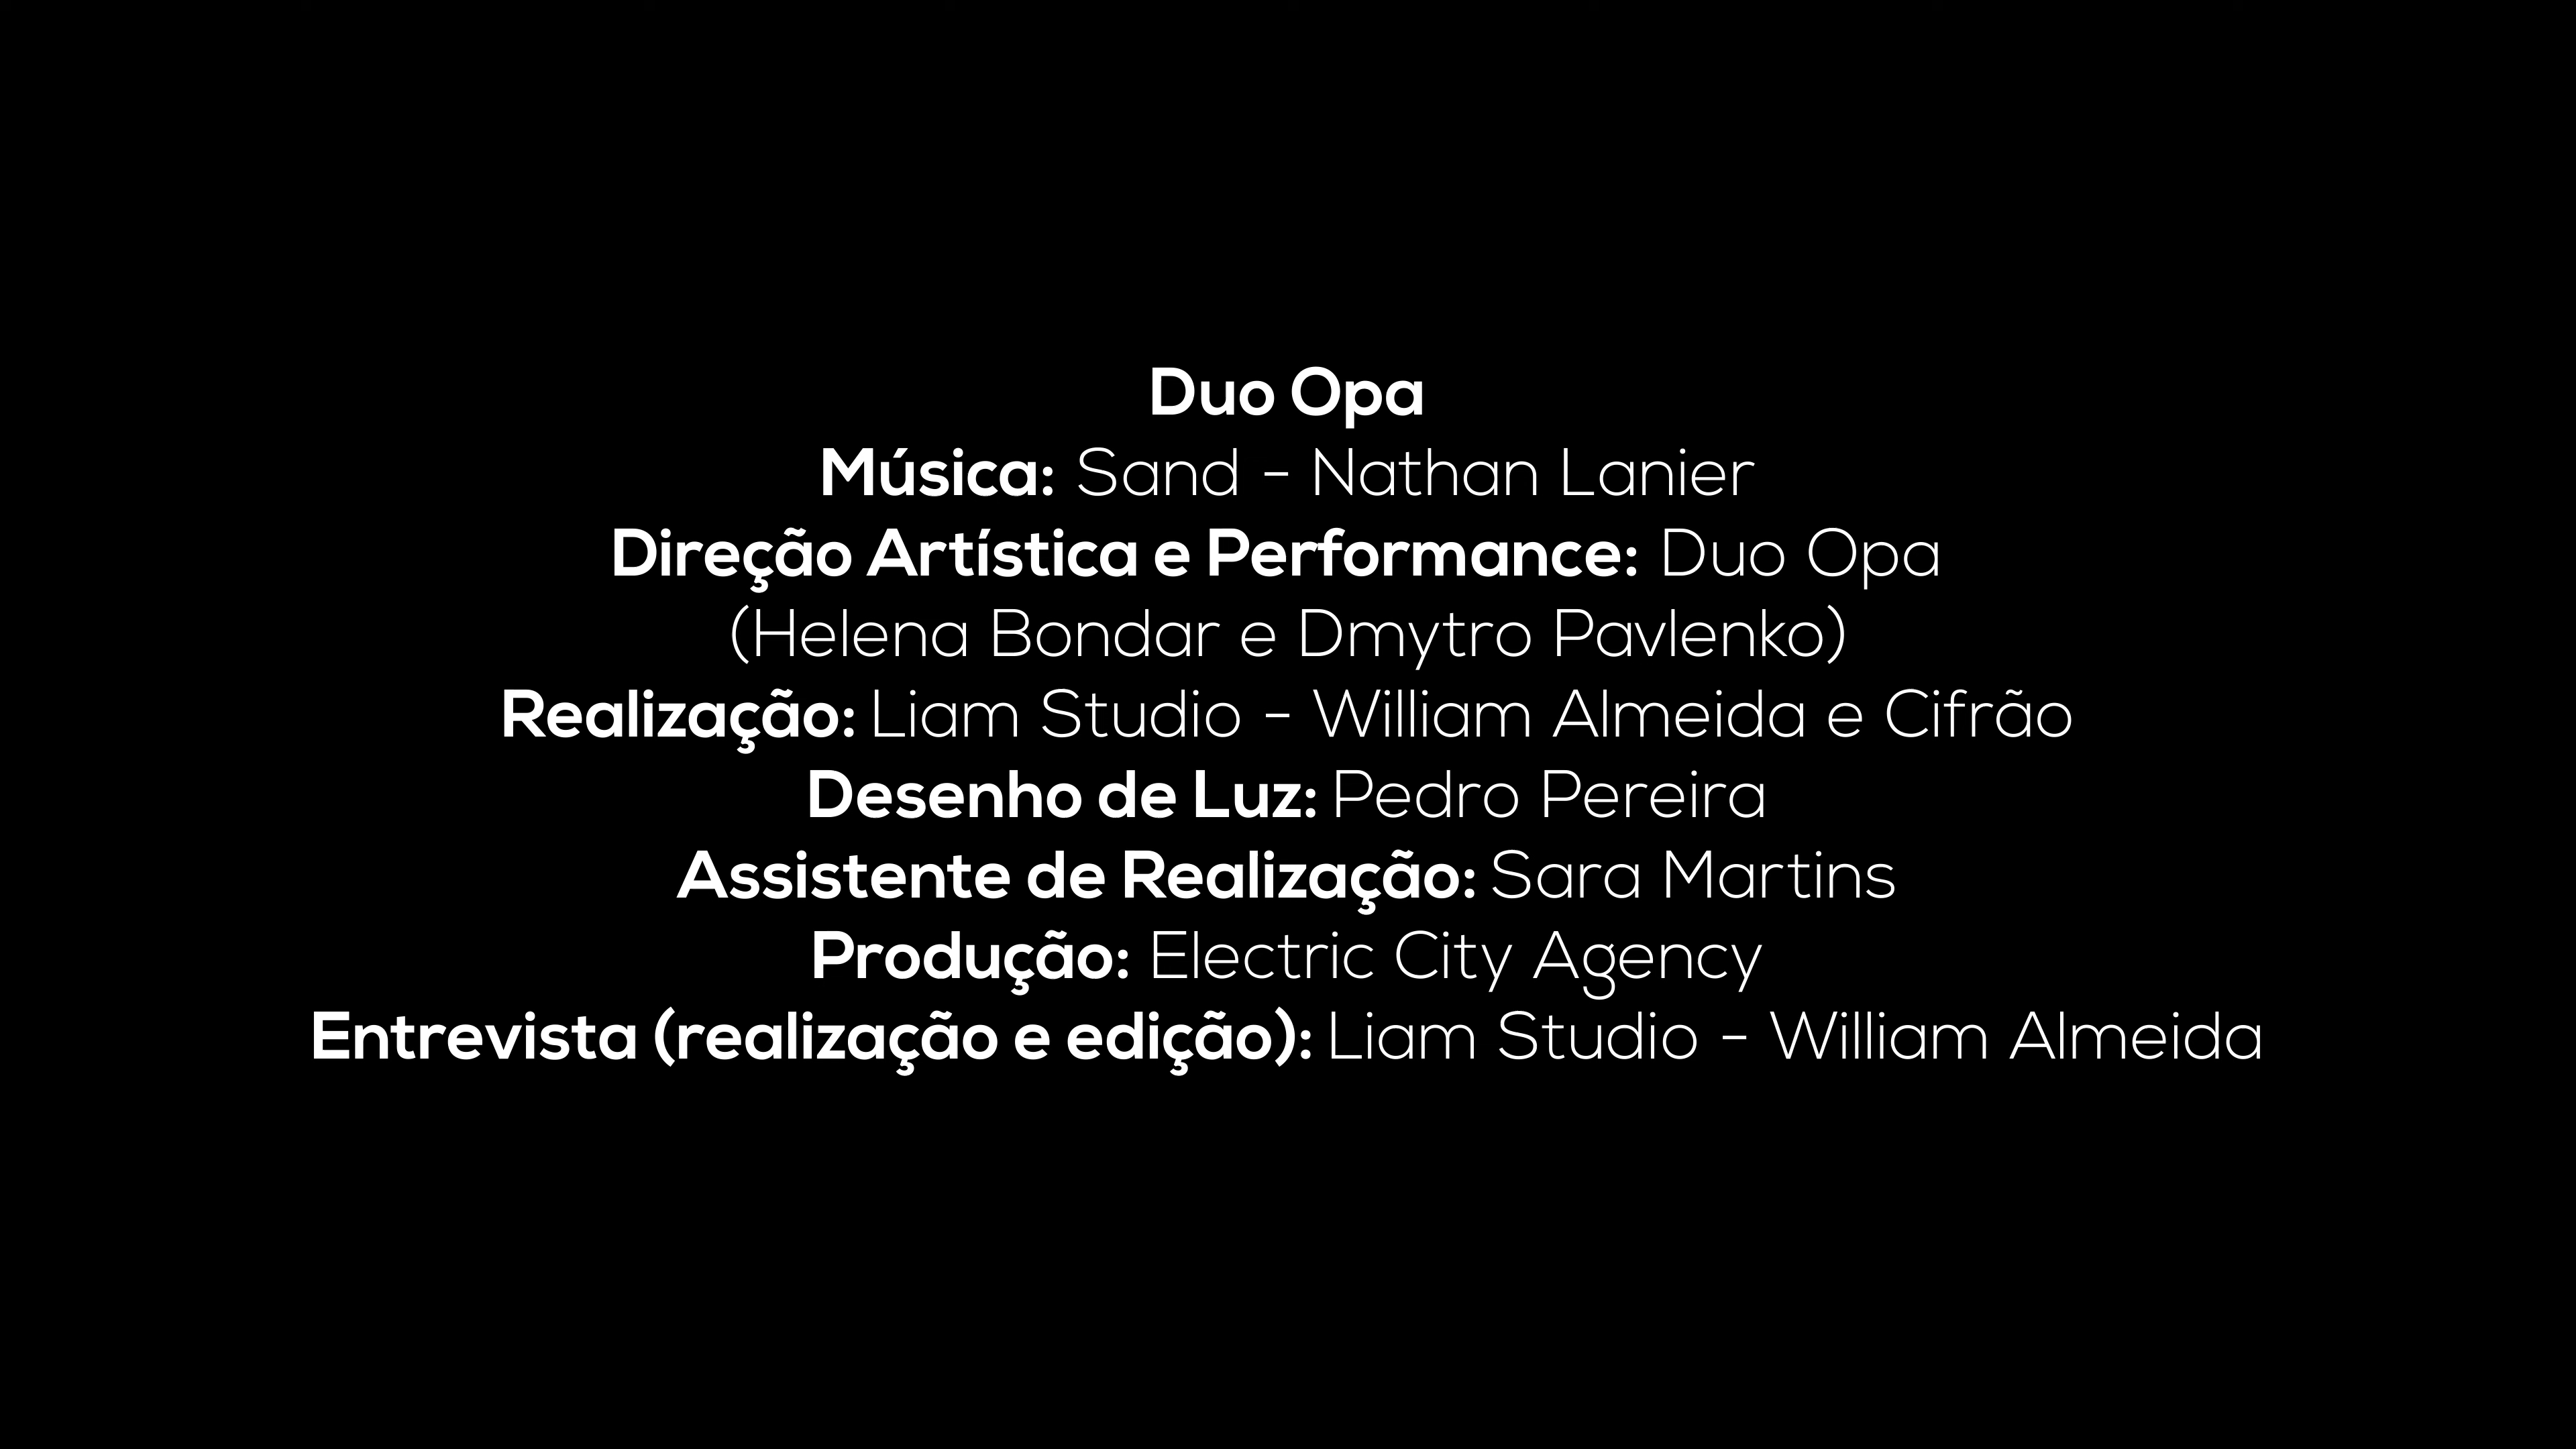 Duo Opa
Música: Sand - Nathan Lanier
Direção Artística e Performance: Duo Opa
(Helena Bondar e Dmytro Pavlenko)
Realização: Liam Studio - William Almeida e Cifrão
Desenho de Luz: Pedro Pereira
Assistente de Realização: Sara Martins
Produção: Electric City Agency
Entrevista (realização e edição): Liam Studio - William Almeida